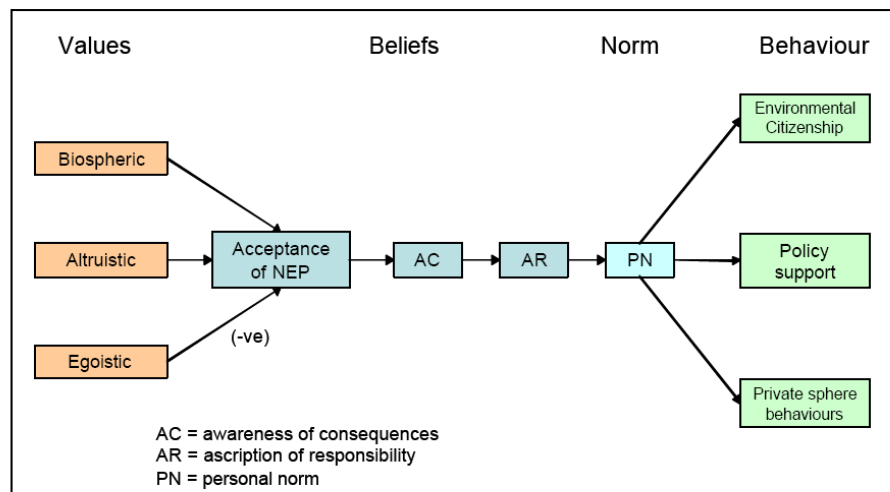 Values
Beliefs
Norm
Behaviour
Environmental
Citizenship
Biospheric
Altruistic
Acceptance
of NEP
AC
AR
PN
Policy
support
(-ve)
Egoistic
Private sphere
behaviours
AC = awareness of consequences
AR = ascription of responsibility
PN = personal norm